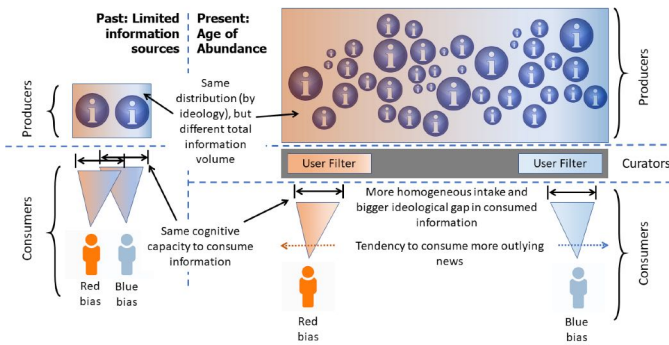 Past: Limited
information
sources
Present:
Age of
Abundance
Producers
Same
distribution (by
ideology), but
different total
information
volume
Producers
User Filter
User Filter
Curators
Consumers
Same cognitive
capacity to consume
information
More homogeneous intake and
bigger ideological gap in consumed
information
Tendency to consume more outlying
news
Consumers
Red
bias
Blue
bias
Red
bias
Blue
bias